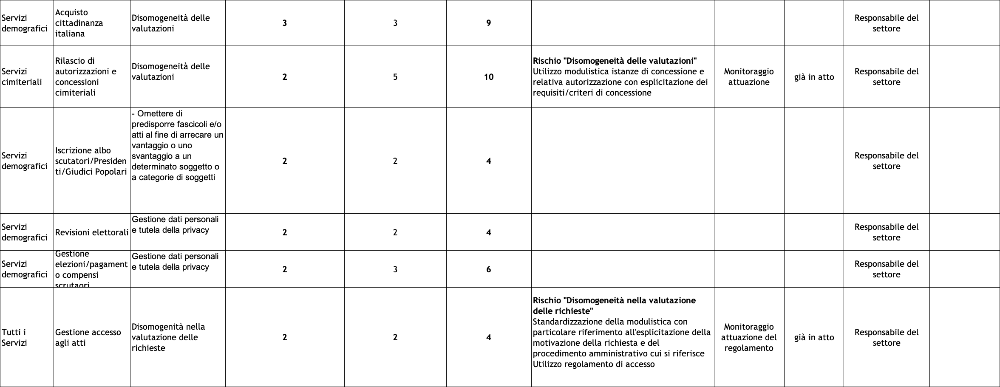 Servizi
demografici
Acquisto
cittadinanza
italiana
Disomogeneità delle
valutazioni
3
3
9
Responsabile del
settore
Servizi
cimiteriali
Rilascio di
autorizzazioni e
concessioni
cimiteriali
Disomogeneità delle
valutazioni
2
5
10
Rischio "Disomogeneità delle valutazioni"
Utilizzo modulistica istanze di concessione e
relativa autorizzazione con esplicitazione dei
requisiti/criteri di concessione
Monitoraggio
attuazione
già in atto
Responsabile del
settore
Servizi
demografici
Iscrizione albo
scutatori/Presiden
ti/Giudici Popolari
- Omettere di
predisporre fascicoli e/o
atti al fine di arrecare un
vantaggio o uno
svantaggio a un
determinato soggetto o
a categorie di soggetti
2
2
4
Responsabile del
settore
Servizi
demografici
Revisioni elettorali
Gestione dati personali
e tutela della privacy
2
2
4
Responsabile del
settore
Servizi
demografici
Gestione
elezioni/pagament
o compensi
scrutaori
Gestione dati personali
e tutela della privacy
2
3
6
Responsabile del
settore
Tutti i
Servizi
Gestione accesso
agli atti
Disomogenità nella
valutazione delle
richieste
2
2
4
Rischio "Disomogeneità nella valutazione
delle richieste"
Standardizzazione della modulistica con
particolare riferimento all'esplicitazione della
motivazione della richiesta e del
procedimento amministrativo cui si riferisce
Utilizzo regolamento di accesso
Monitoraggio
attuazione del
regolamento
già in atto
Responsabile del
settore